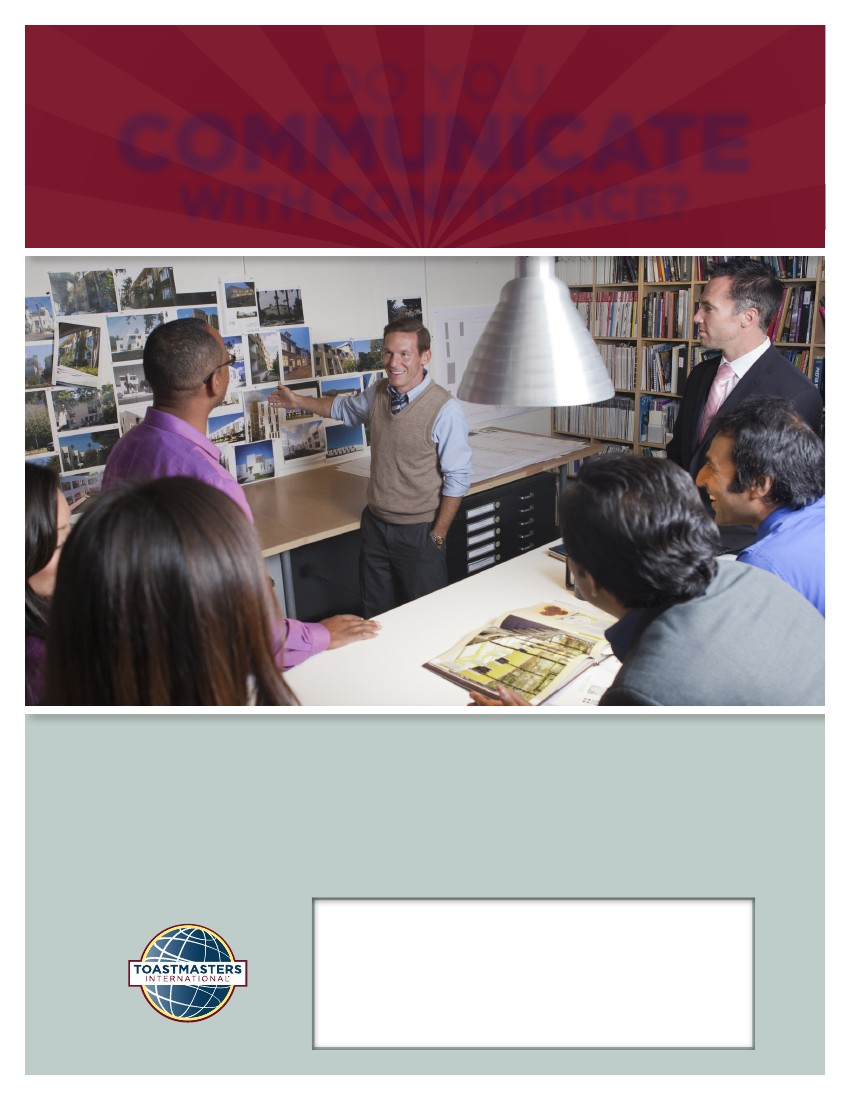 DO YOU
COMMUNICATE
WITH CONFIDENCE?
TOASTMASTERS
INTERNATIONAL